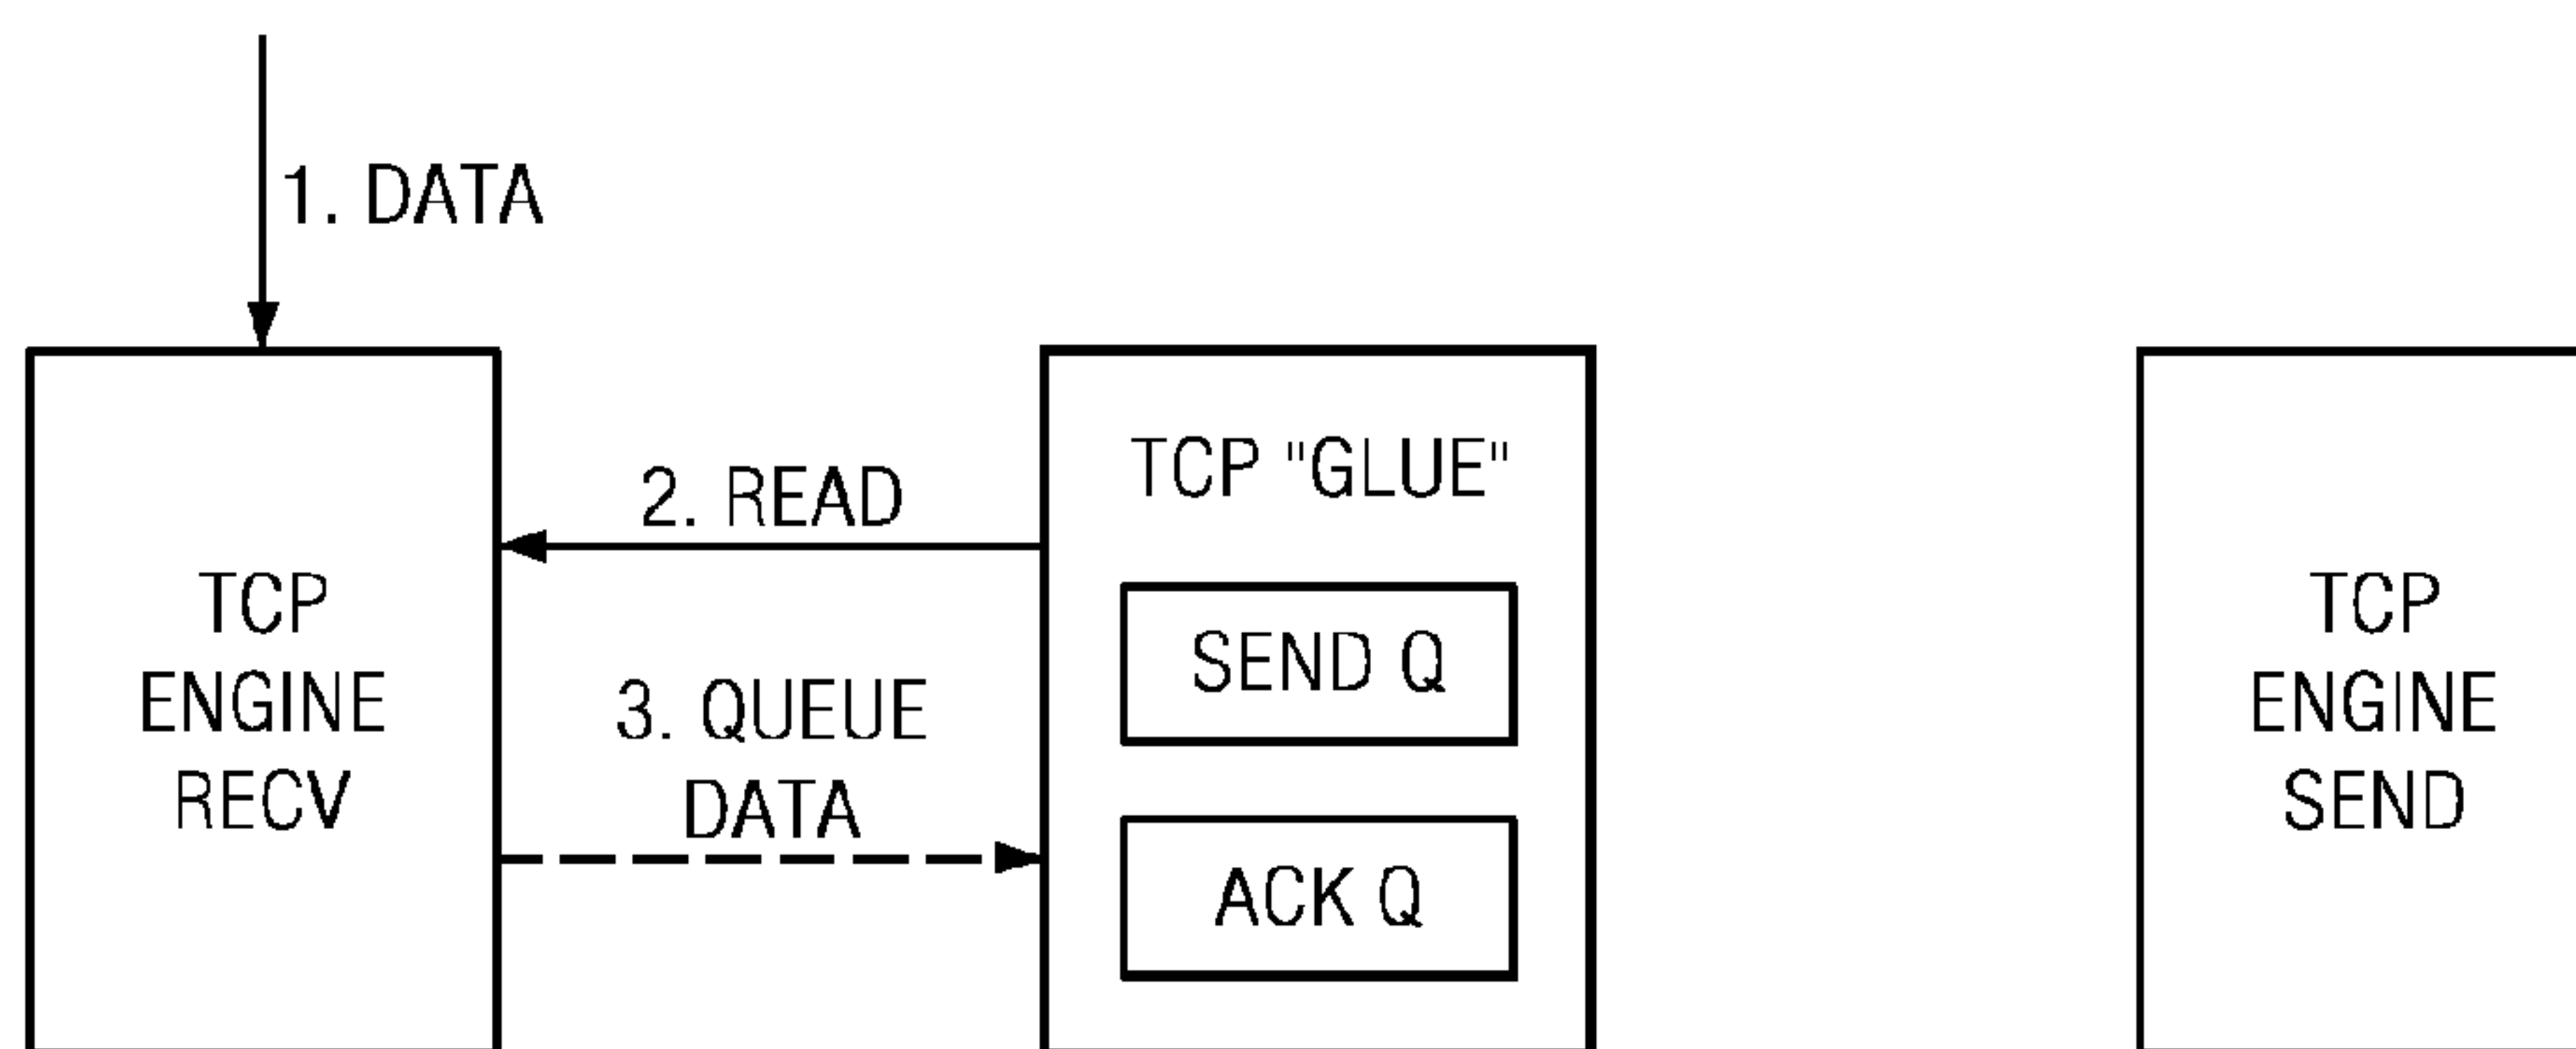 1. DATA
TCP
ENGINE
RECV
2. READ
3. QUEUE
DATA
TCP "GLUE"
SEND Q
ACK Q
TCP
ENGINE
SEND